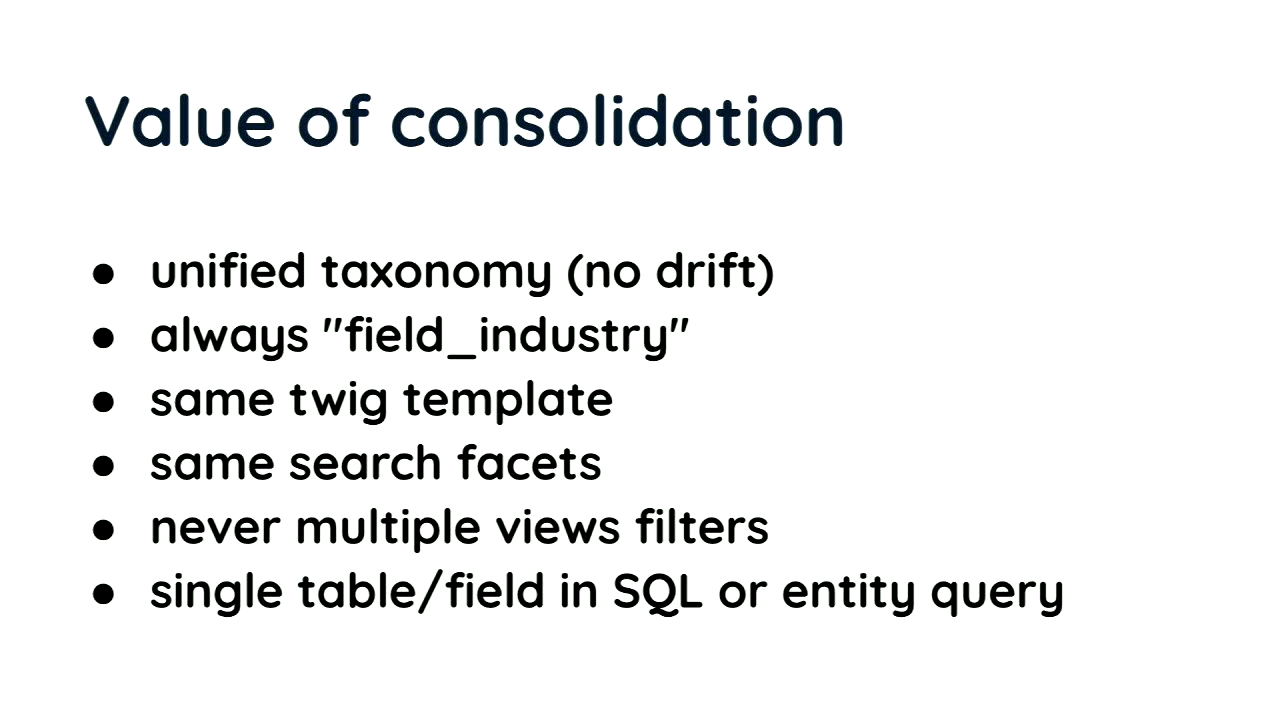 Value of consolidation
● unified taxonomy (no drift)
● always "field_industry"
● same twig template
● same search facets
● never multiple views filters
● single table/field in SQL or entity query